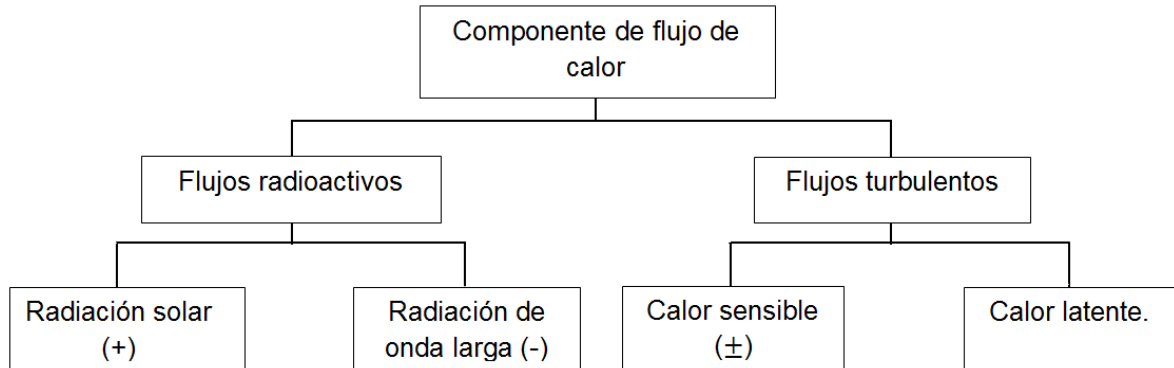 Componente de flujo de
calor
Flujos radioactivos
Flujos turbulentos
Radiación solar
(+)
Radiación de
onda larga (-)
Calor sensible
(±)
Calor latente.